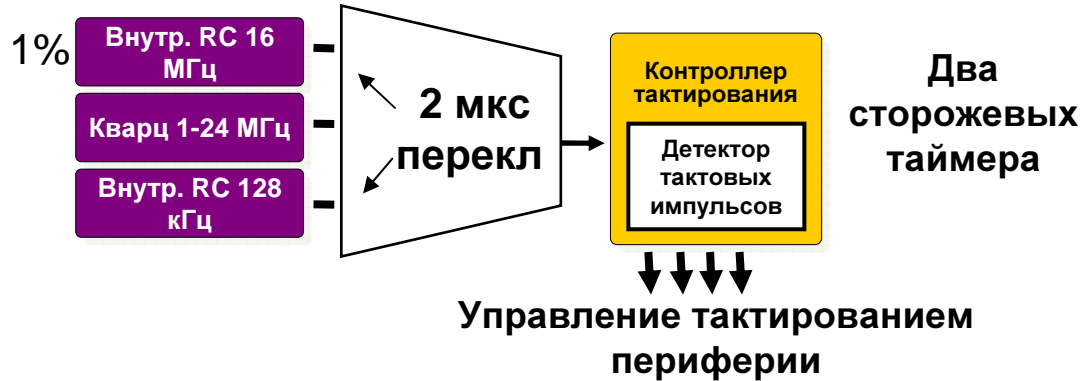 1%
Внутр. RC 16
МГц
Кварц 1-24 МГц
Внутр. RC 128
кГц
2 мкс
перекл
Контроллер
тактирования
Детектор
тактовых
импульсов
Два
сторожевых
таймера
Управление тактированием
периферии